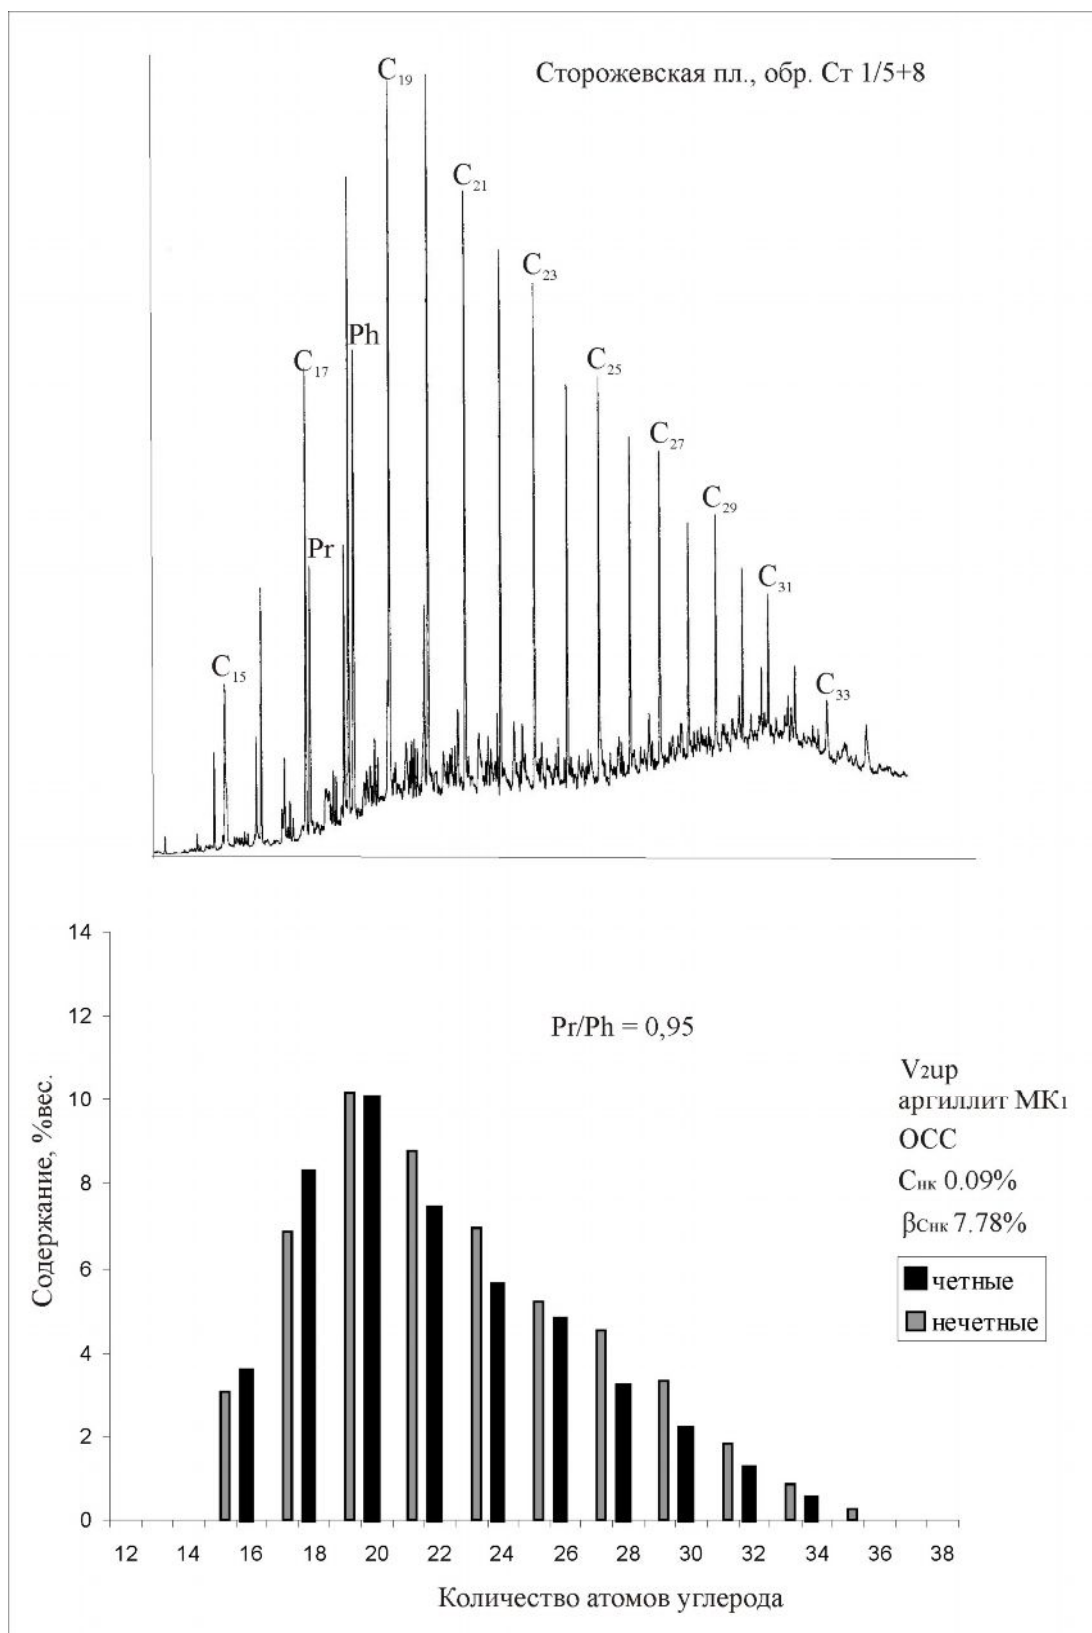 Сторожевская пл., обр. Ст 1/5+8
C₁₉
C₂₁
C₂₃
Ph
C₁₇
C₂₅
C₂₇
C₂₉
Pr
C₃₁
C₁₅
C₃₃
14
12
10
8
6
4
2
0
Содержание, %вес.
Pr/Ph = 0,95
V₂up
аргиллит МК₁
ОСС
Cнк 0.09%
βCнк 7.78%
четные
нечетные
12 14 16 18 20 22 24 26 28 30 32 34 36 38
Количество атомов углерода